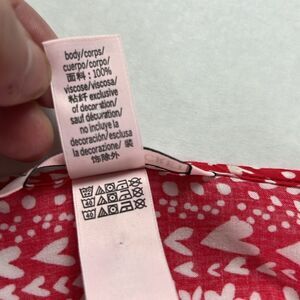 body/corps/
cuerpo/corpo/
面料: 100%
viscose/viscosa/
粘纤 exclusive
of decoration/
sauf décoration/
no incluye la
decoración/esclusa
la decorazione/ 装
饰除外